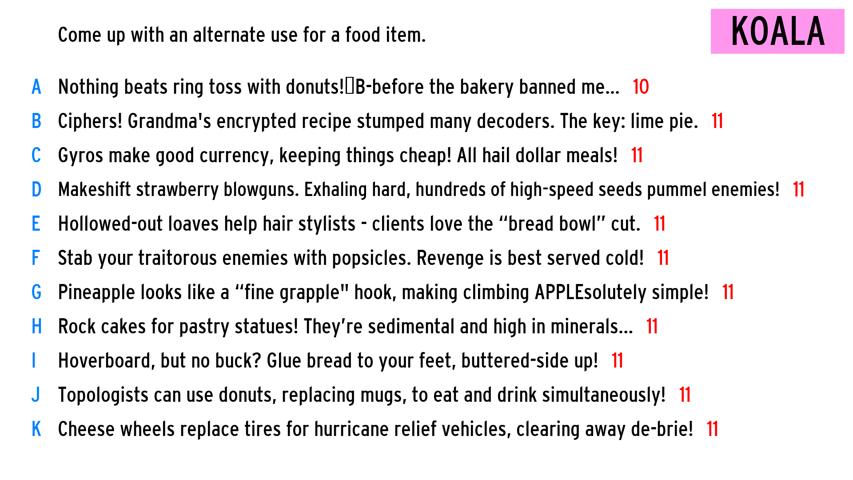 Come up with an alternate use for a food item.
KOALA
A Nothing beats ring toss with donuts!▯B-before the bakery banned me... 10
B Ciphers! Grandma's encrypted recipe stumped many decoders. The key: lime pie. 11
C Gyros make good currency, keeping things cheap! All hail dollar meals! 11
D Makeshift strawberry blowguns. Exhaling hard, hundreds of high-speed seeds pummel enemies! 11
E Hollowed-out loaves help hair stylists - clients love the “bread bowl” cut. 11
F Stab your traitorous enemies with popsicles. Revenge is best served cold! 11
G Pineapple looks like a “fine grapple" hook, making climbing APPLEsolutely simple! 11
H Rock cakes for pastry statues! They’re sedimental and high in minerals... 11
I Hoverboard, but no buck? Glue bread to your feet, buttered-side up! 11
J Topologists can use donuts, replacing mugs, to eat and drink simultaneously! 11
K Cheese wheels replace tires for hurricane relief vehicles, clearing away de-brie! 11